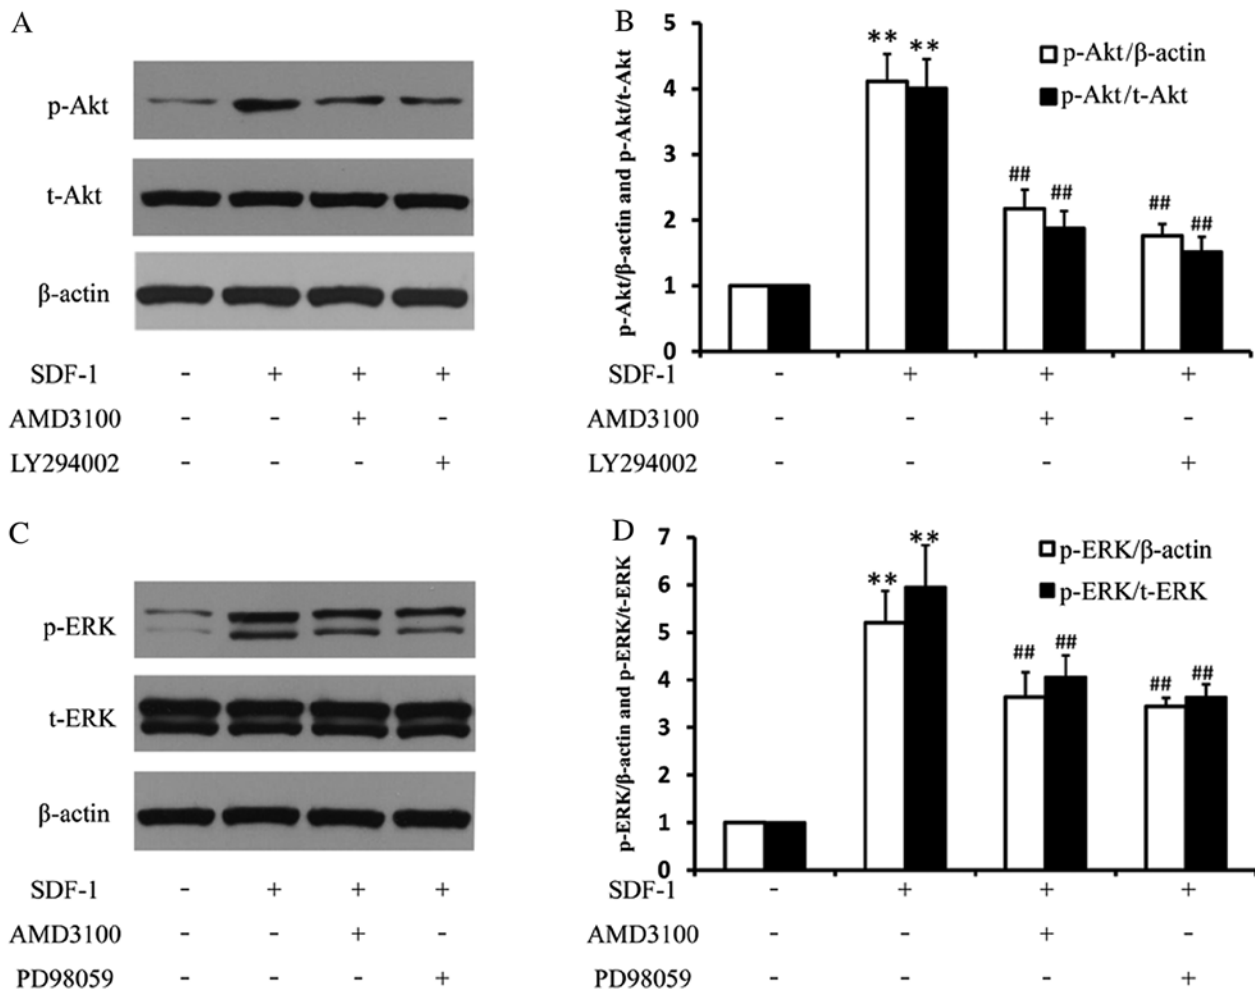 A
p-Akt
t-Akt
β-actin
SDF-1 - + + +
AMD3100 - - + -
LY294002 - - - +
B
p-Akt/β-actin and p-Akt/t-Akt
5
4
3
2
1
0
** **
## ##
## ##
p-Akt/β-actin
p-Akt/t-Akt
SDF-1 - + + +
AMD3100 - - + -
LY294002 - - - +
C
p-ERK
t-ERK
β-actin
SDF-1 - + + +
AMD3100 - - + -
PD98059 - - - +
D
p-ERK/β-actin and p-ERK/t-ERK
7
6
5
4
3
2
1
0
** **
## ##
## ##
p-ERK/β-actin
p-ERK/t-ERK
SDF-1 - + + +
AMD3100 - - + -
PD98059 - - - +